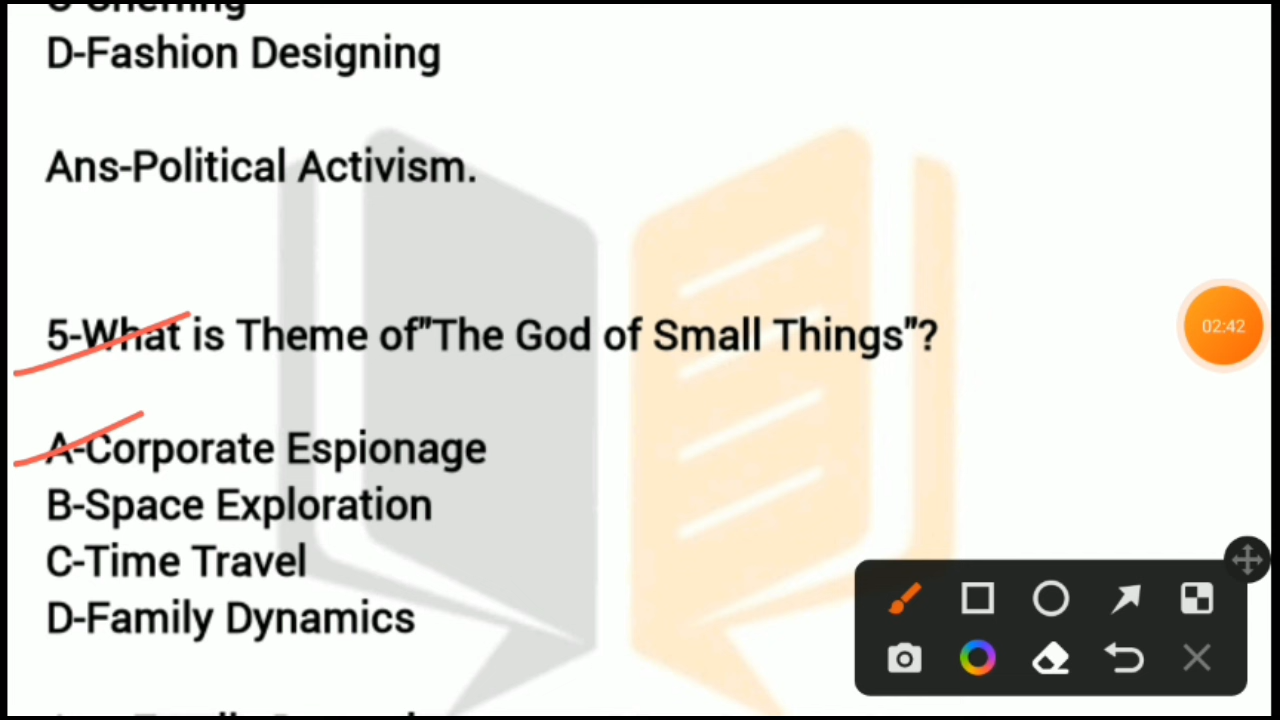 C-Cheffing
D-Fashion Designing
Ans-Political Activism.
5-What is Theme of"The God of Small Things"?
02:42
A-Corporate Espionage
B-Space Exploration
C-Time Travel
D-Family Dynamics